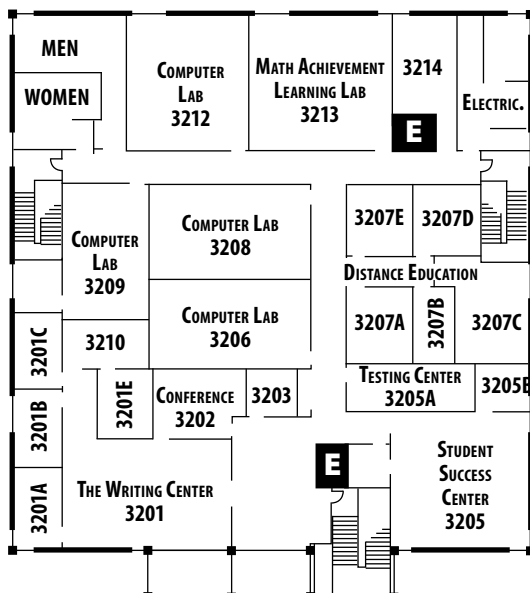 MEN
WOMEN
COMPUTER
LAB
3212
MATH ACHIEVEMENT
LEARNING LAB
3213
3214
ELECTRIC.
E
COMPUTER
LAB
3209
COMPUTER LAB
3208
3207E
3207D
DISTANCE EDUCATION
COMPUTER LAB
3206
3207A
3207B
3207C
3201C
3210
3201E
CONFERENCE
3202
3203
TESTING CENTER
3205A
3205B
3201B
3201A
THE WRITING CENTER
3201
E
STUDENT
SUCCESS
CENTER
3205